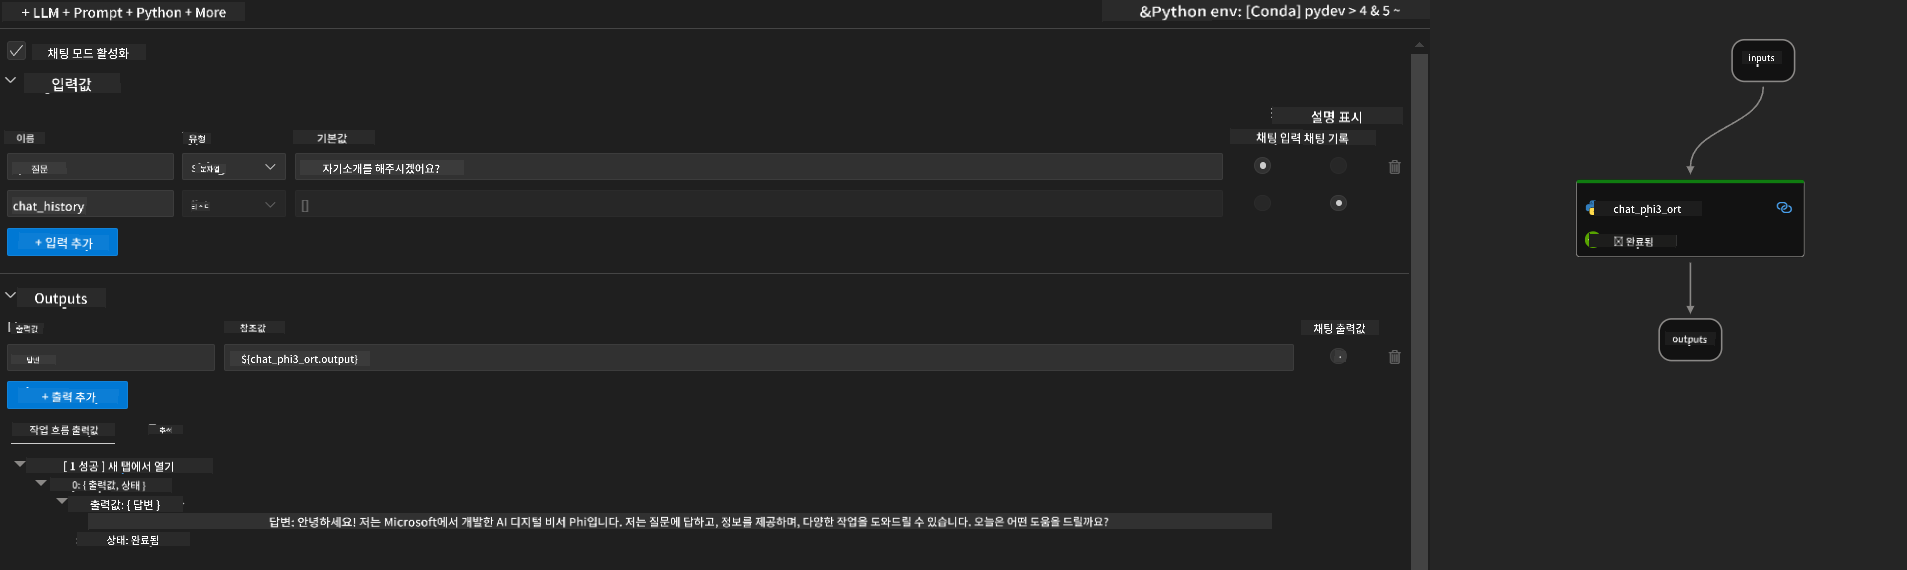 + LLM + Prompt + Python + More
&Python env: [Conda] pydev > 4 & 5 ~
채팅 모드 활성화
입력값
설명 표시
이름 유형 기본값 채팅 입력 채팅 기록
질문 문자열 자기소개를 해주시겠어요?
chat_history 리스트 []
+ 입력 추가
Outputs
출력값 참조값 채팅 출력값
답변 ${chat_phi3_ort.output}
+ 출력 추가
작업 흐름 출력값 추적
[ 1 성공 ] 새 탭에서 열기
0: { 출력값, 상태 }
출력값: { 답변 }
답변: 안녕하세요! 저는 Microsoft에서 개발한 AI 디지털 비서 Phi입니다. 저는 질문에 답하고, 정보를 제공하며, 다양한 작업을 도와드릴 수 있습니다. 오늘은 어떤 도움을 드릴까요?
상태: 완료됨
inputs
chat_phi3_ort
완료됨
outputs